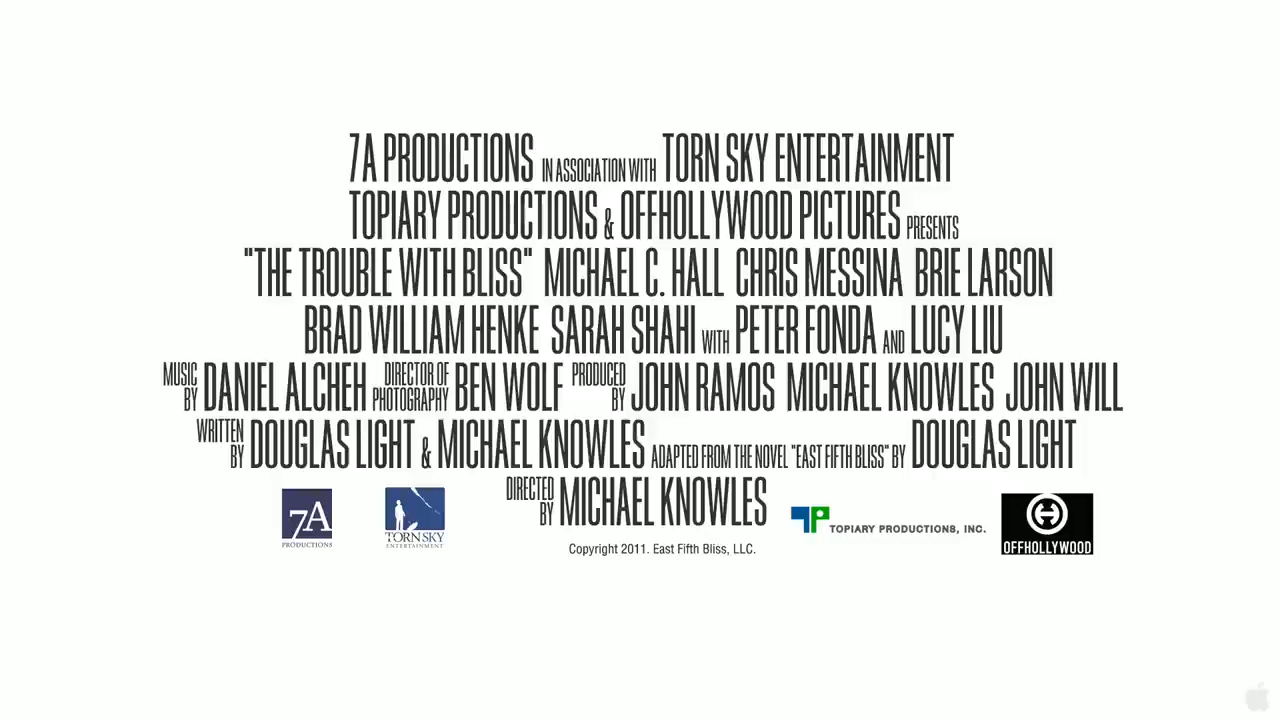 7A PRODUCTIONS IN ASSOCIATION WITH TORN SKY ENTERTAINMENT
TOPIARY PRODUCTIONS & OFFHOLLYWOOD PICTURES PRESENTS
"THE TROUBLE WITH BLISS" MICHAEL C. HALL CHRIS MESSINA BRIE LARSON
BRAD WILLIAM HENKE SARAH SHAHI WITH PETER FONDA AND LUCY LIU
MUSIC BY DANIEL ALCHEH DIRECTOR OF PHOTOGRAPHY BEN WOLF PRODUCED BY JOHN RAMOS MICHAEL KNOWLES JOHN WILL
WRITTEN BY DOUGLAS LIGHT & MICHAEL KNOWLES ADAPTED FROM THE NOVEL "EAST FIFTH BLISS" BY DOUGLAS LIGHT
DIRECTED BY MICHAEL KNOWLES
7A
PRODUCTIONS
TORN SKY
ENTERTAINMENT
Copyright 2011. East Fifth Bliss, LLC.
TP TOPIARY PRODUCTIONS, INC.
OFFHOLLYWOOD